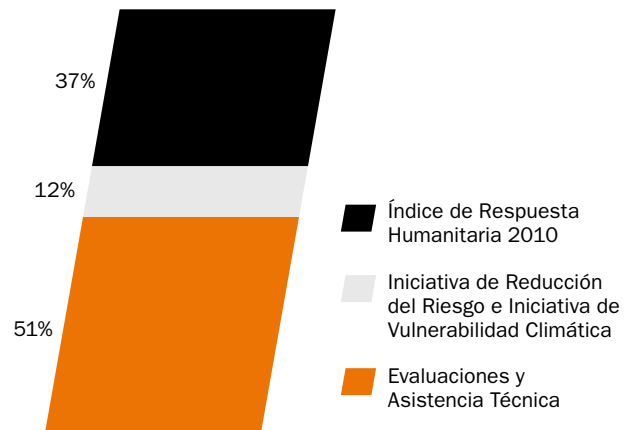 37%
12%
51%
Índice de Respuesta
Humanitaria 2010
Iniciativa de Reducción
del Riesgo e Iniciativa de
Vulnerabilidad Climática
Evaluaciones y
Asistencia Técnica